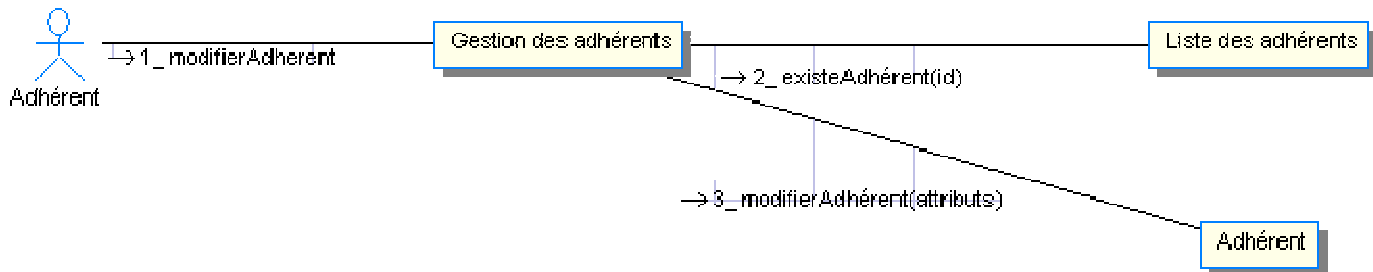 Gestion des adhérents
Liste des adhérents
1_ modifierAdherent
2_ existeAdhérent(id)
Adhérent
3_ modifierAdhérent(attributs)
Adhérent